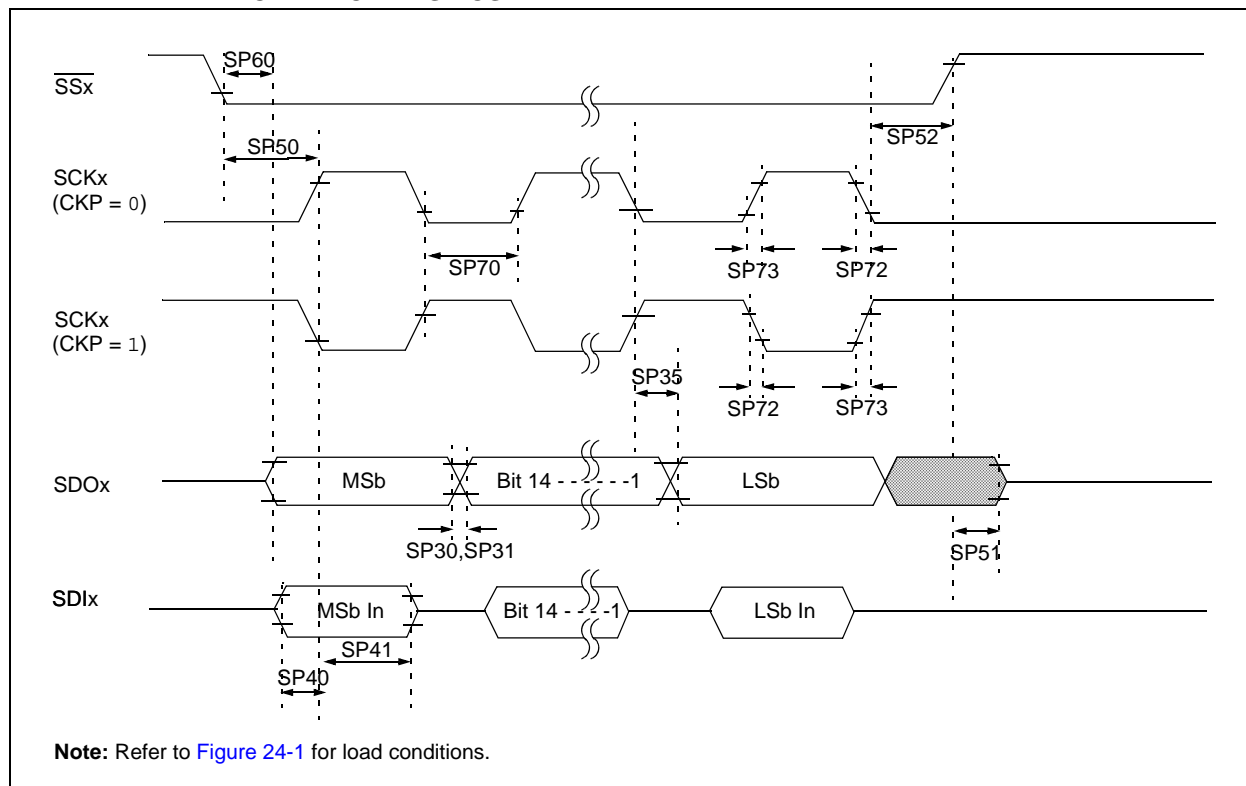 SP60
SSx
SP50
SP52
SCKx
(CKP = 0)
SP70
SP73
SP72
SCKx
(CKP = 1)
SP35
SP72
SP73
SDOx
MSb
Bit 14 - - - - - -1
LSb
SP30,SP31
SP51
SDIx
MSb In
Bit 14 - - - -1
LSb In
SP41
SP40
Note: Refer to Figure 24-1 for load conditions.